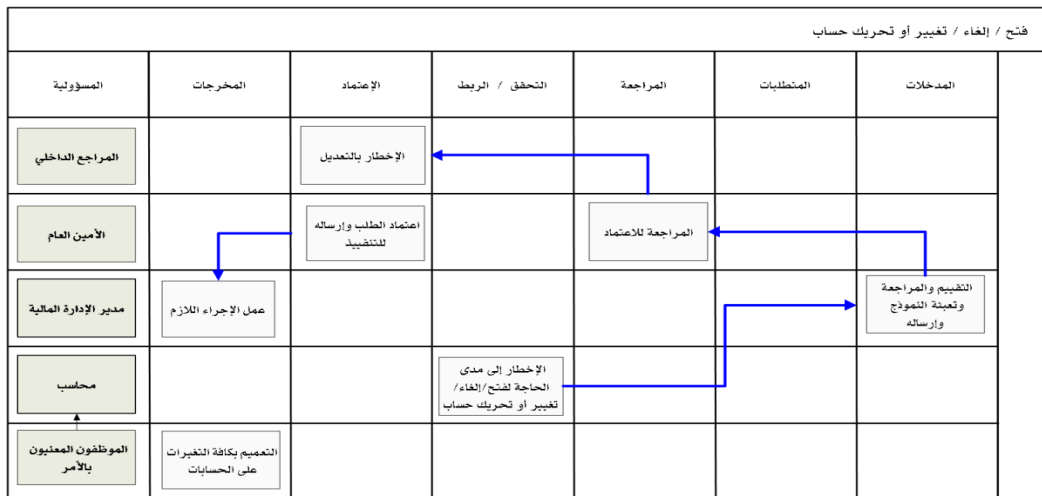 فتح / إلغاء / تغيير أو تحريك حساب
المدخلات
المتطلبات
المراجعة
التحقق / الربط
الإعتماد
المخرجات
المسؤولية
الإخطار بالتعديل
المراجع الداخلي
المراجعة للاعتماد
اعتماد الطلب وإرساله
للتنفييذ
الأمين العام
التقييم والمراجعة
وتعبئة النموذج
وإرساله
عمل الإجراء اللازم
مدير الإدارة المالية
الإخطار إلى مدى
الحاجة لفتح/إلغاء/
تغيير أو تحريك حساب
محاسب
التعميم بكافة التغيرات
على الحسابات
الموظفون المعنيون
بالأمر